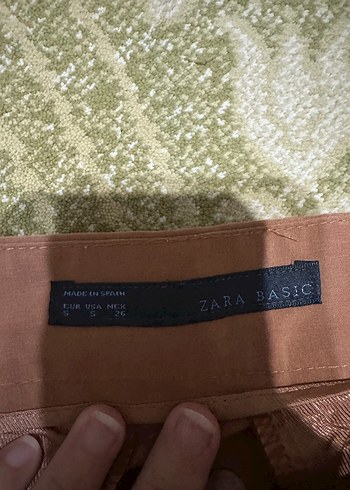 MADE IN SPAIN
EUR USA MEX
S S 26
ZARA BASIC